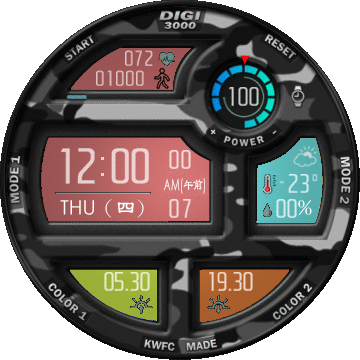 DIGI
3000
START
RESET
072
01000
100
+ POWER -
MODE 1
MODE 2
12:00
00
AM(午前)
THU (四)
07
- 23°
00%
05.30
19.30
COLOR 1
COLOR 2
KWFC MADE